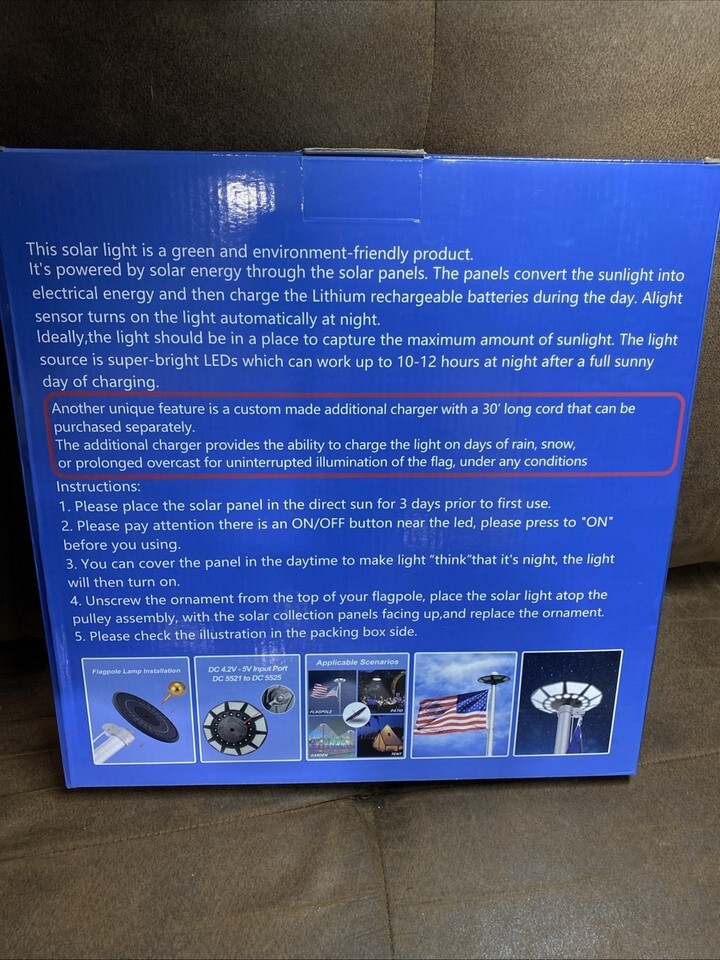 This solar light is a green and environment-friendly product.
It's powered by solar energy through the solar panels. The panels convert the sunlight into
electrical energy and then charge the Lithium rechargeable batteries during the day. Alight
sensor turns on the light automatically at night.
Ideally,the light should be in a place to capture the maximum amount of sunlight. The light
source is super-bright LEDs which can work up to 10-12 hours at night after a full sunny
day of charging.
Another unique feature is a custom made additional charger with a 30' long cord that can be
purchased separately.
The additional charger provides the ability to charge the light on days of rain, snow,
or prolonged overcast for uninterrupted illumination of the flag, under any conditions
Instructions:
1. Please place the solar panel in the direct sun for 3 days prior to first use.
2. Please pay attention there is an ON/OFF button near the led, please press to "ON"
before you using.
3. You can cover the panel in the daytime to make light "think"that it's night, the light
will then turn on.
4. Unscrew the ornament from the top of your flagpole, place the solar light atop the
pulley assembly, with the solar collection panels facing up,and replace the ornament.
5. Please check the illustration in the packing box side.
Flagpole Lamp Installation
DC 4.2V - 5V Input Port
DC 5521 to DC 5525
Applicable Scenarios
FLAGPOLE
PATIO
GARDEN
TENT